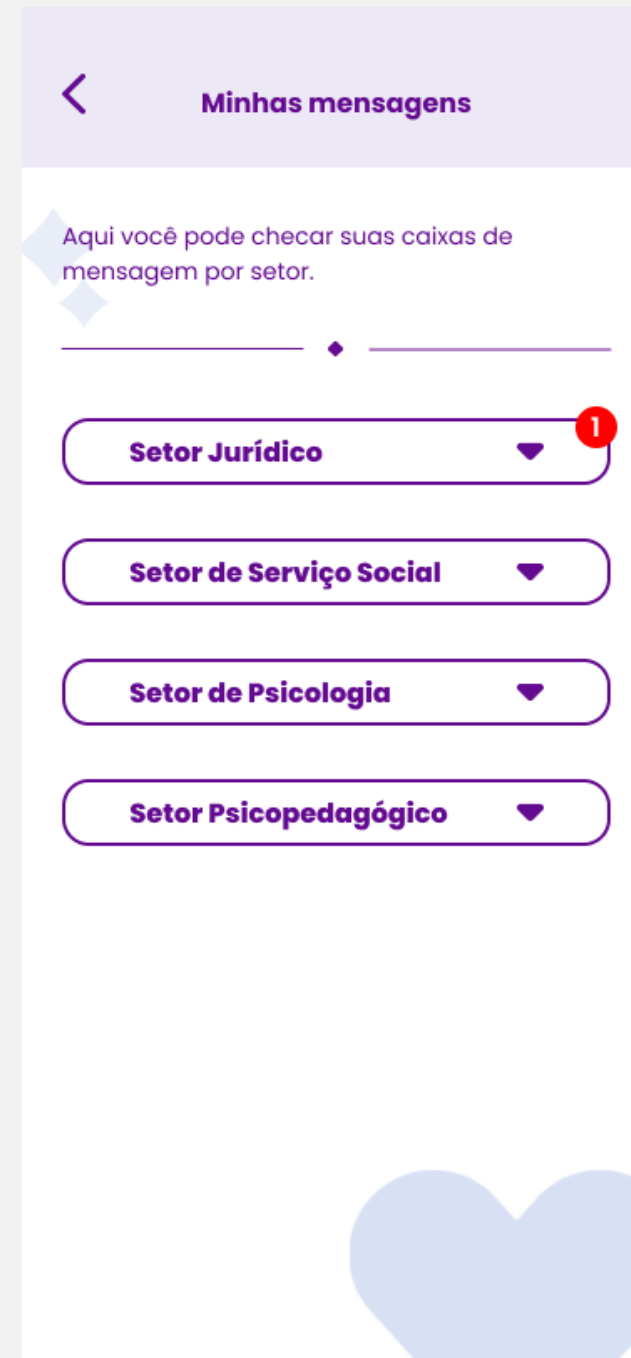 Minhas mensagens
Aqui você pode checar suas caixas de
mensagem por setor.
1
Setor Jurídico
Setor de Serviço Social
Setor de Psicologia
Setor Psicopedagógico